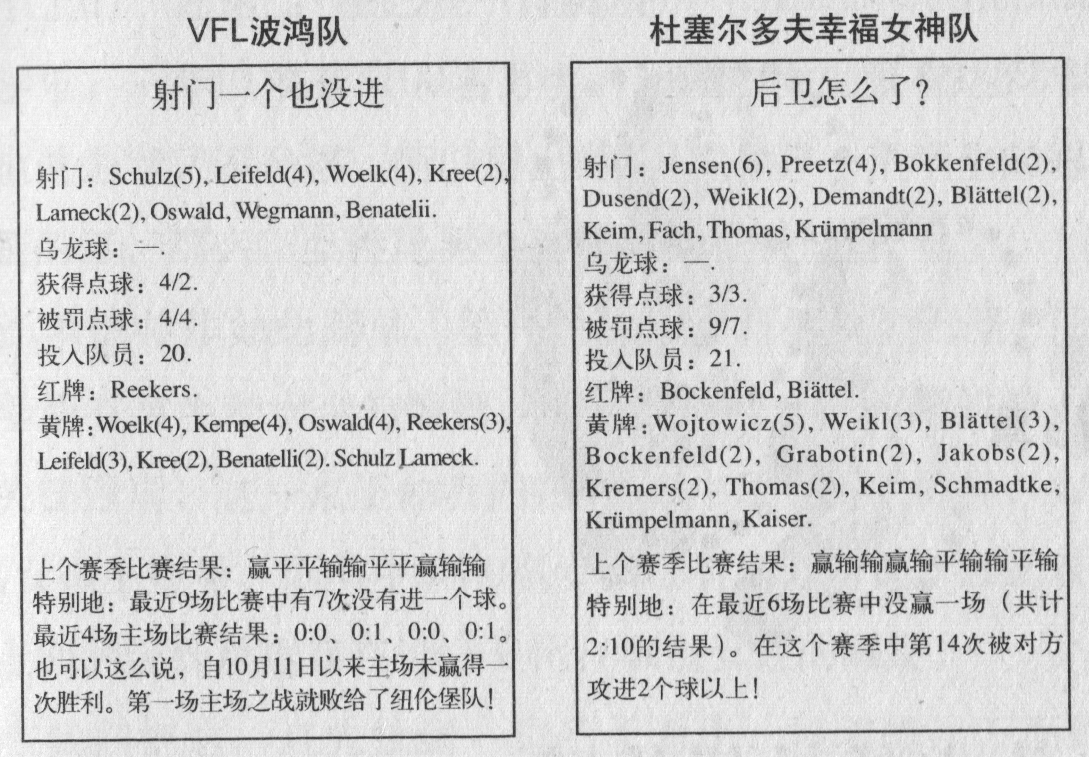 VFL波鸿队
射门一个也没进
射门：Schulz(5), Leifeld(4), Woelk(4), Kree(2),
Lameck(2), Oswald, Wegmann, Benatelii.
乌龙球：—.
获得点球：4/2.
被罚点球：4/4.
投入队员：20.
红牌：Reekers.
黄牌:Woelk(4), Kempe(4), Oswald(4), Reekers(3),
Leifeld(3), Kree(2), Benatelli(2). Schulz Lameck.
上个赛季比赛结果：赢平平输输平平赢输输
特别地：最近9场比赛中有7次没有进一个球。
最近4场主场比赛结果：0:0、0:1、0:0、0:1。
也可以这么说，自10月11日以来主场未赢得一
次胜利。第一场主场之战就败给了纽伦堡队！
杜塞尔多夫幸福女神队
后卫怎么了？
射门：Jensen(6), Preetz(4), Bokkenfeld(2),
Dusend(2), Weikl(2), Demandt(2), Blättel(2),
Keim, Fach, Thomas, Krümpelmann
乌龙球：—.
获得点球：3/3.
被罚点球：9/7.
投入队员：21.
红牌：Bockenfeld, Biättel.
黄牌:Wojtowicz(5), Weikl(3), Blättel(3),
Bockenfeld(2), Grabotin(2), Jakobs(2),
Kremers(2), Thomas(2), Keim, Schmadtke,
Krümpelmann, Kaiser.
上个赛季比赛结果：赢输输赢输平输输平输
特别地：在最近6场比赛中没赢一场（共计
2:10的结果）。在这个赛季中第14次被对方
攻进2个球以上！